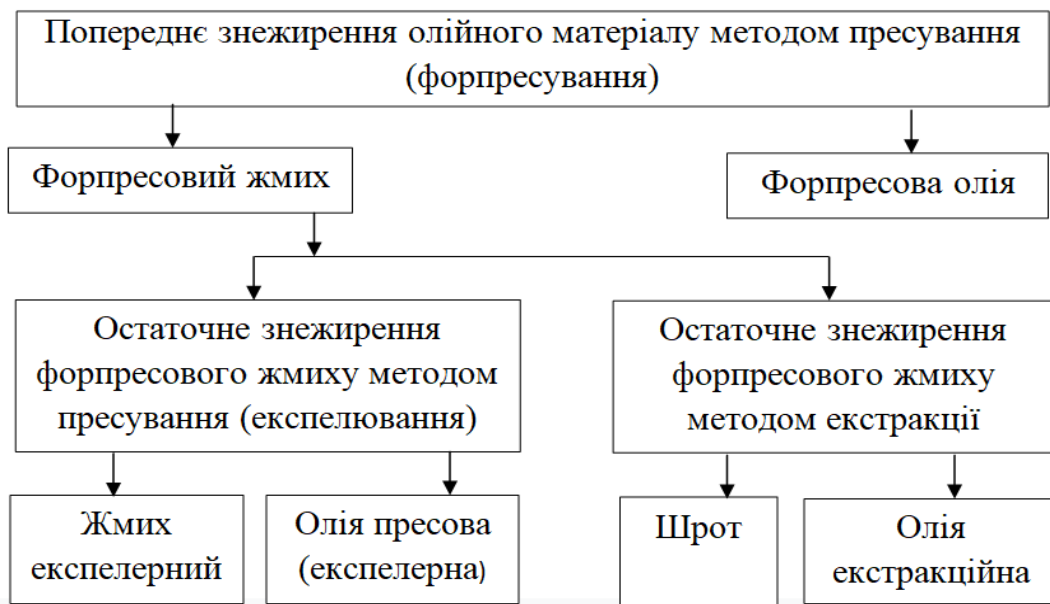 Попереднє знежирення олійного матеріалу методом пресування
(форпресування)
Форпресовий жмих
Форпресова олія
Остаточне знежирення
форпресового жмиху методом
пресування (експелювання)
Остаточне знежирення
форпресового жмиху
методом екстракції
Жмих
експелерний
Олія пресова
(експелерна)
Шрот
Олія
екстракційна